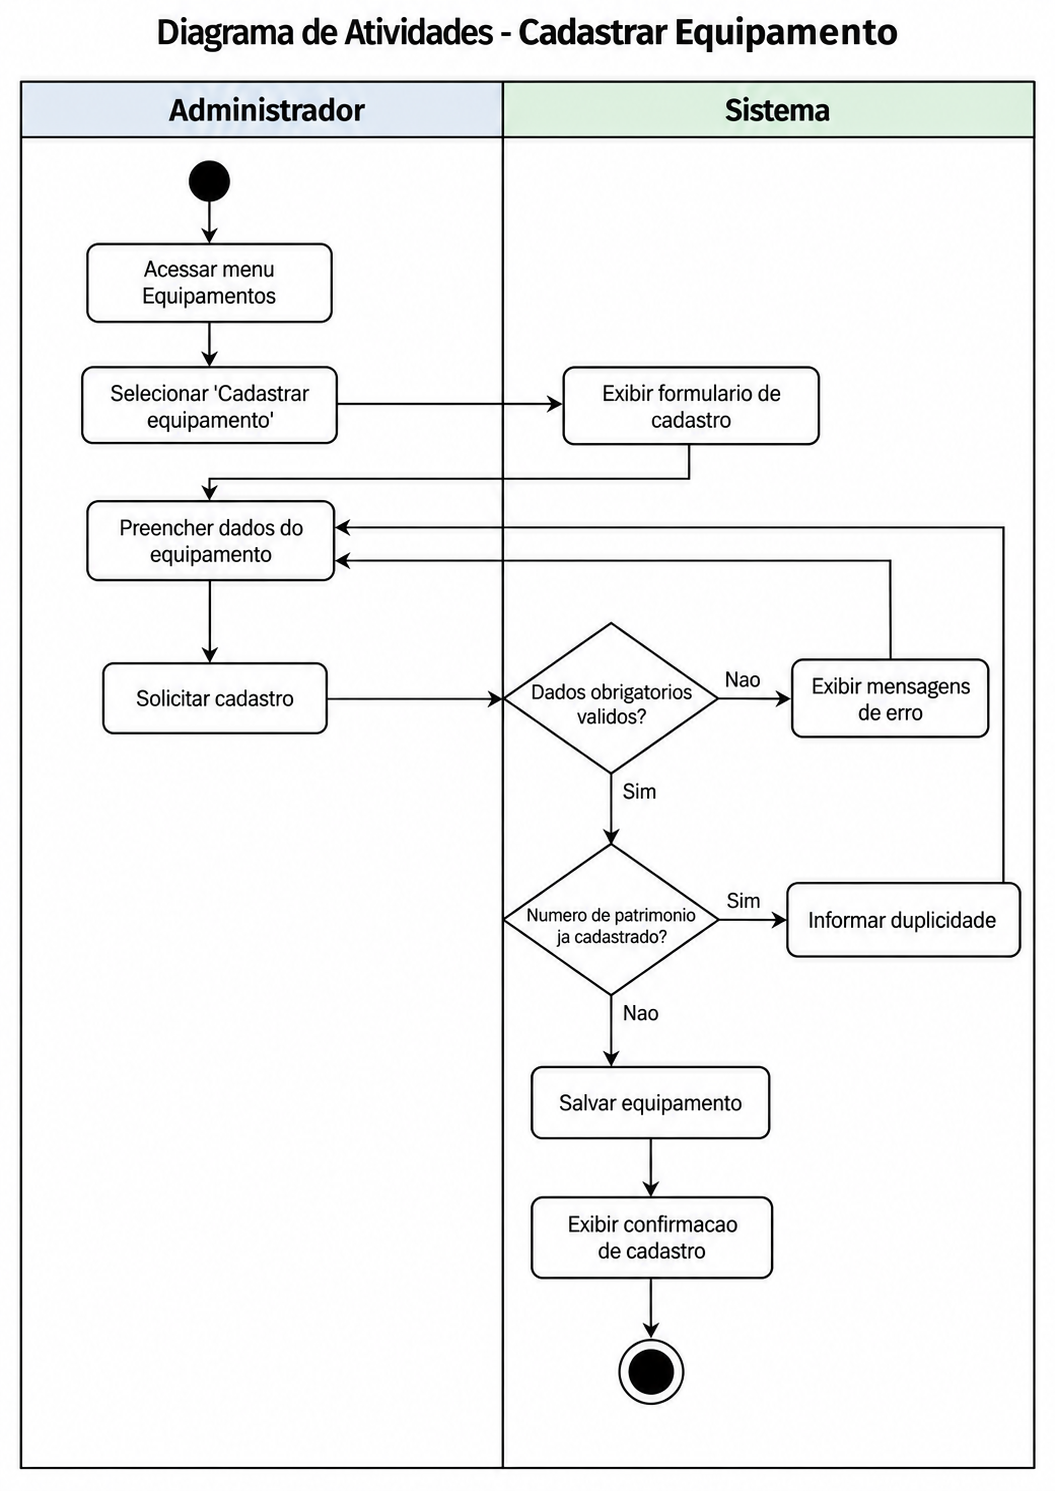 Diagrama de Atividades - Cadastrar Equipamento
Administrador
Sistema
Acessar menu
Equipamentos
Selecionar 'Cadastrar
equipamento'
Exibir formulario de
cadastro
Preencher dados do
equipamento
Solicitar cadastro
Dados obrigatorios
validos?
Nao
Exibir mensagens
de erro
Sim
Numero de patrimonio
ja cadastrado?
Sim
Informar duplicidade
Nao
Salvar equipamento
Exibir confirmacao
de cadastro